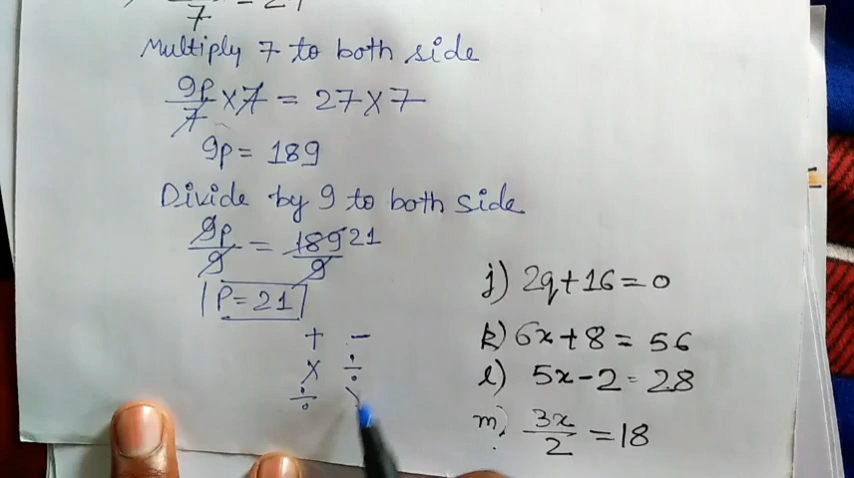 7
Multiply 7 to both side
9p/7 × 7 = 27 × 7
9p = 189
Divide by 9 to both side
9p/9 = 189/9 21
P = 21
+ −
× ÷
÷
j) 2q + 16 = 0
k) 6x + 8 = 56
l) 5x − 2 = 28
m) 3x/2 = 18